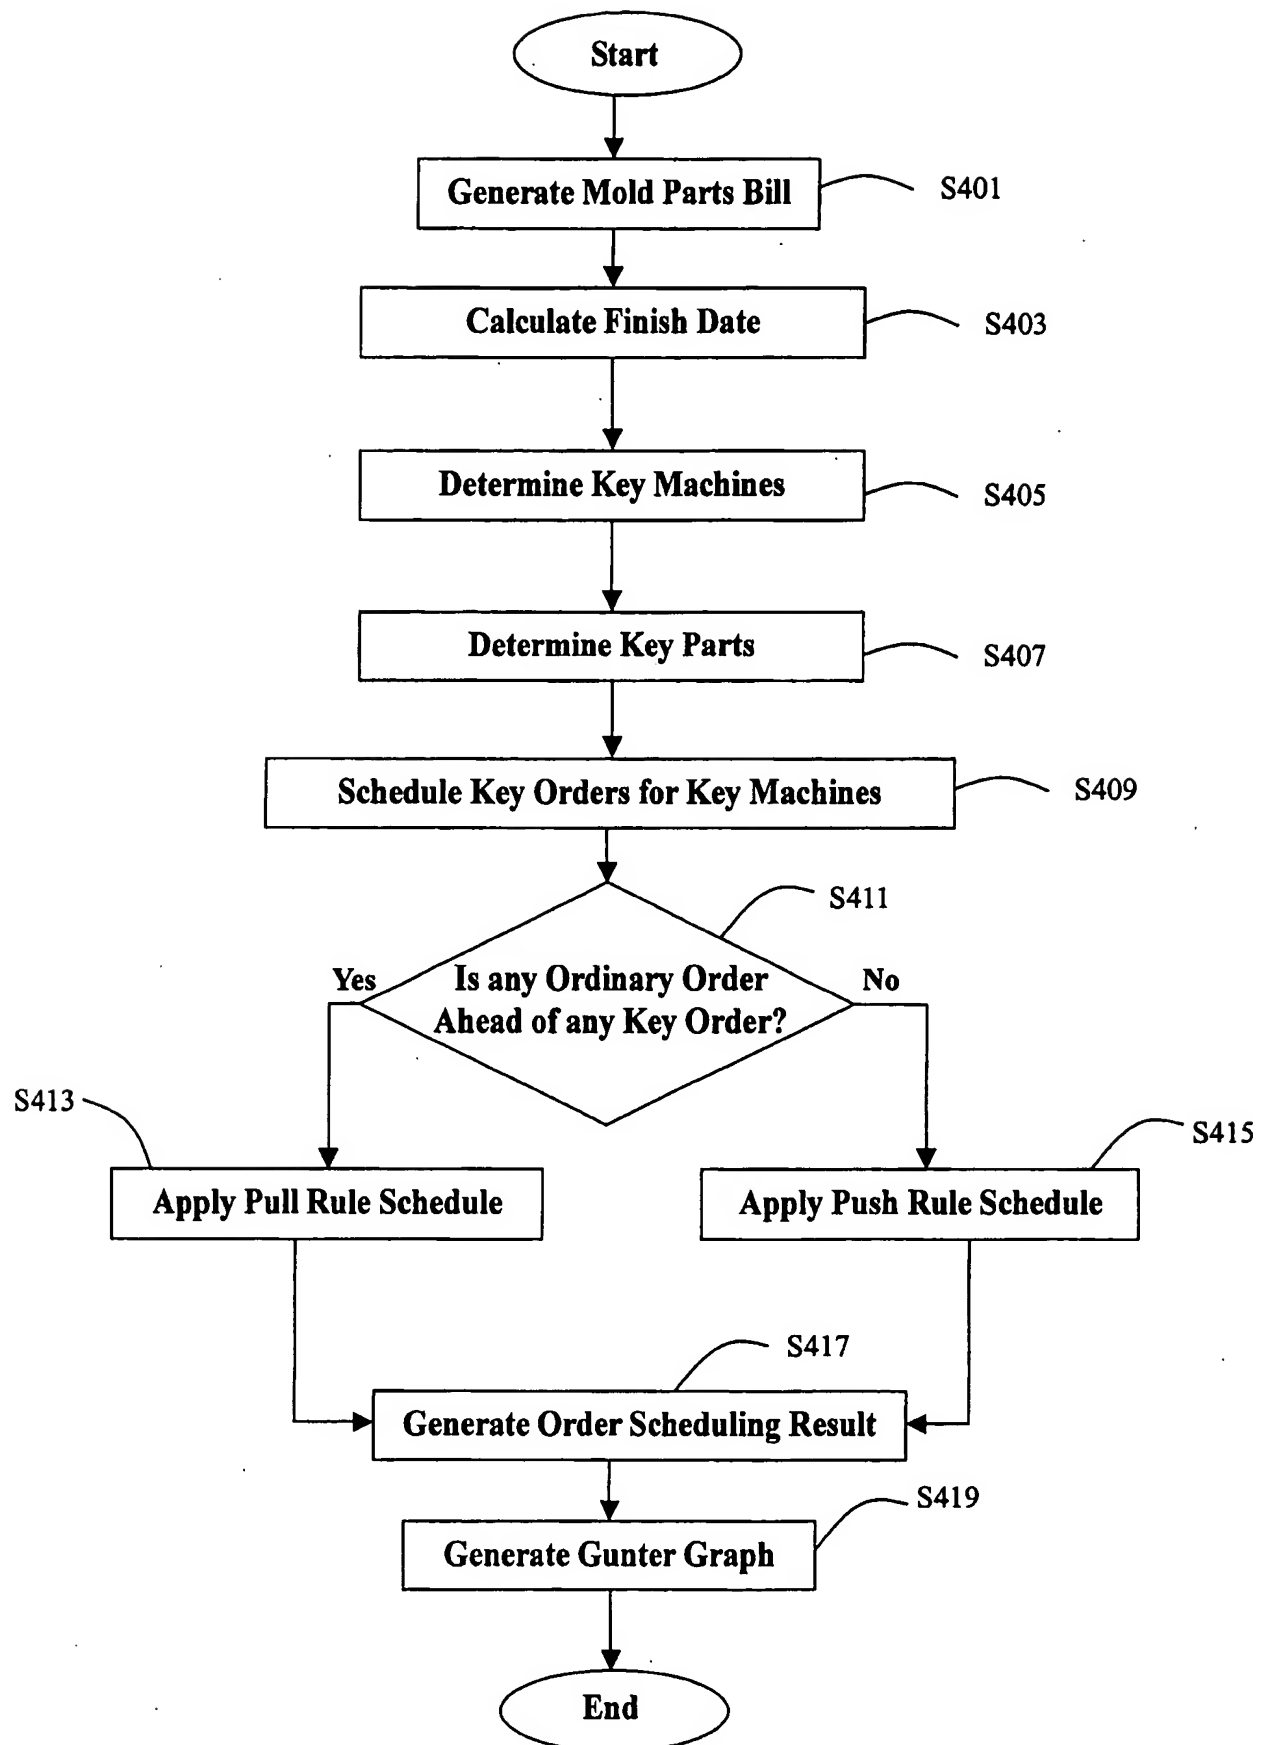 Start
Generate Mold Parts Bill
S401
Calculate Finish Date
S403
Determine Key Machines
S405
Determine Key Parts
S407
Schedule Key Orders for Key Machines
S409
S411
Yes
Is any Ordinary Order
Ahead of any Key Order?
No
S413
S415
Apply Pull Rule Schedule
Apply Push Rule Schedule
S417
Generate Order Scheduling Result
S419
Generate Gunter Graph
End